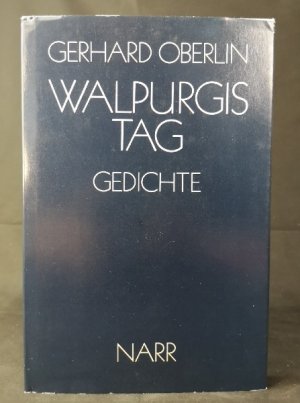 GERHARD OBERLIN
WALPURGIS
TAG
GEDICHTE
NARR